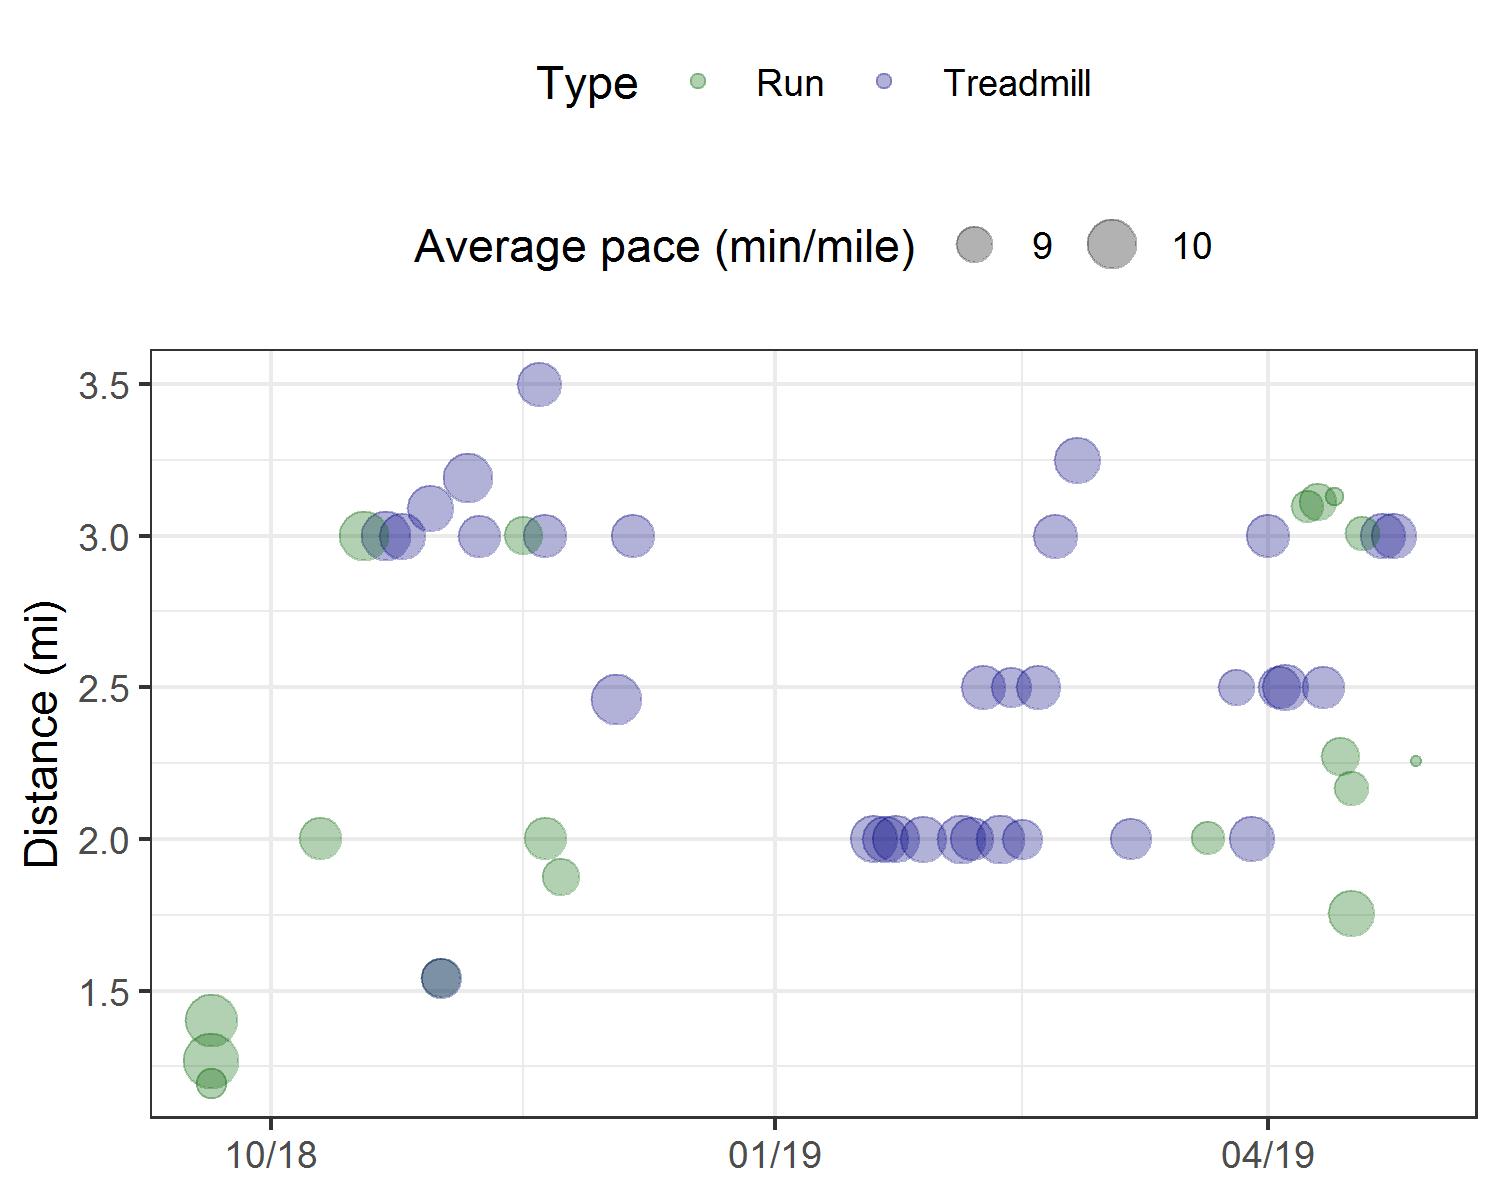 Type Run Treadmill
Average pace (min/mile) 9 10
3.5
3.0
2.5
2.0
1.5
Distance (mi)
10/18 01/19 04/19